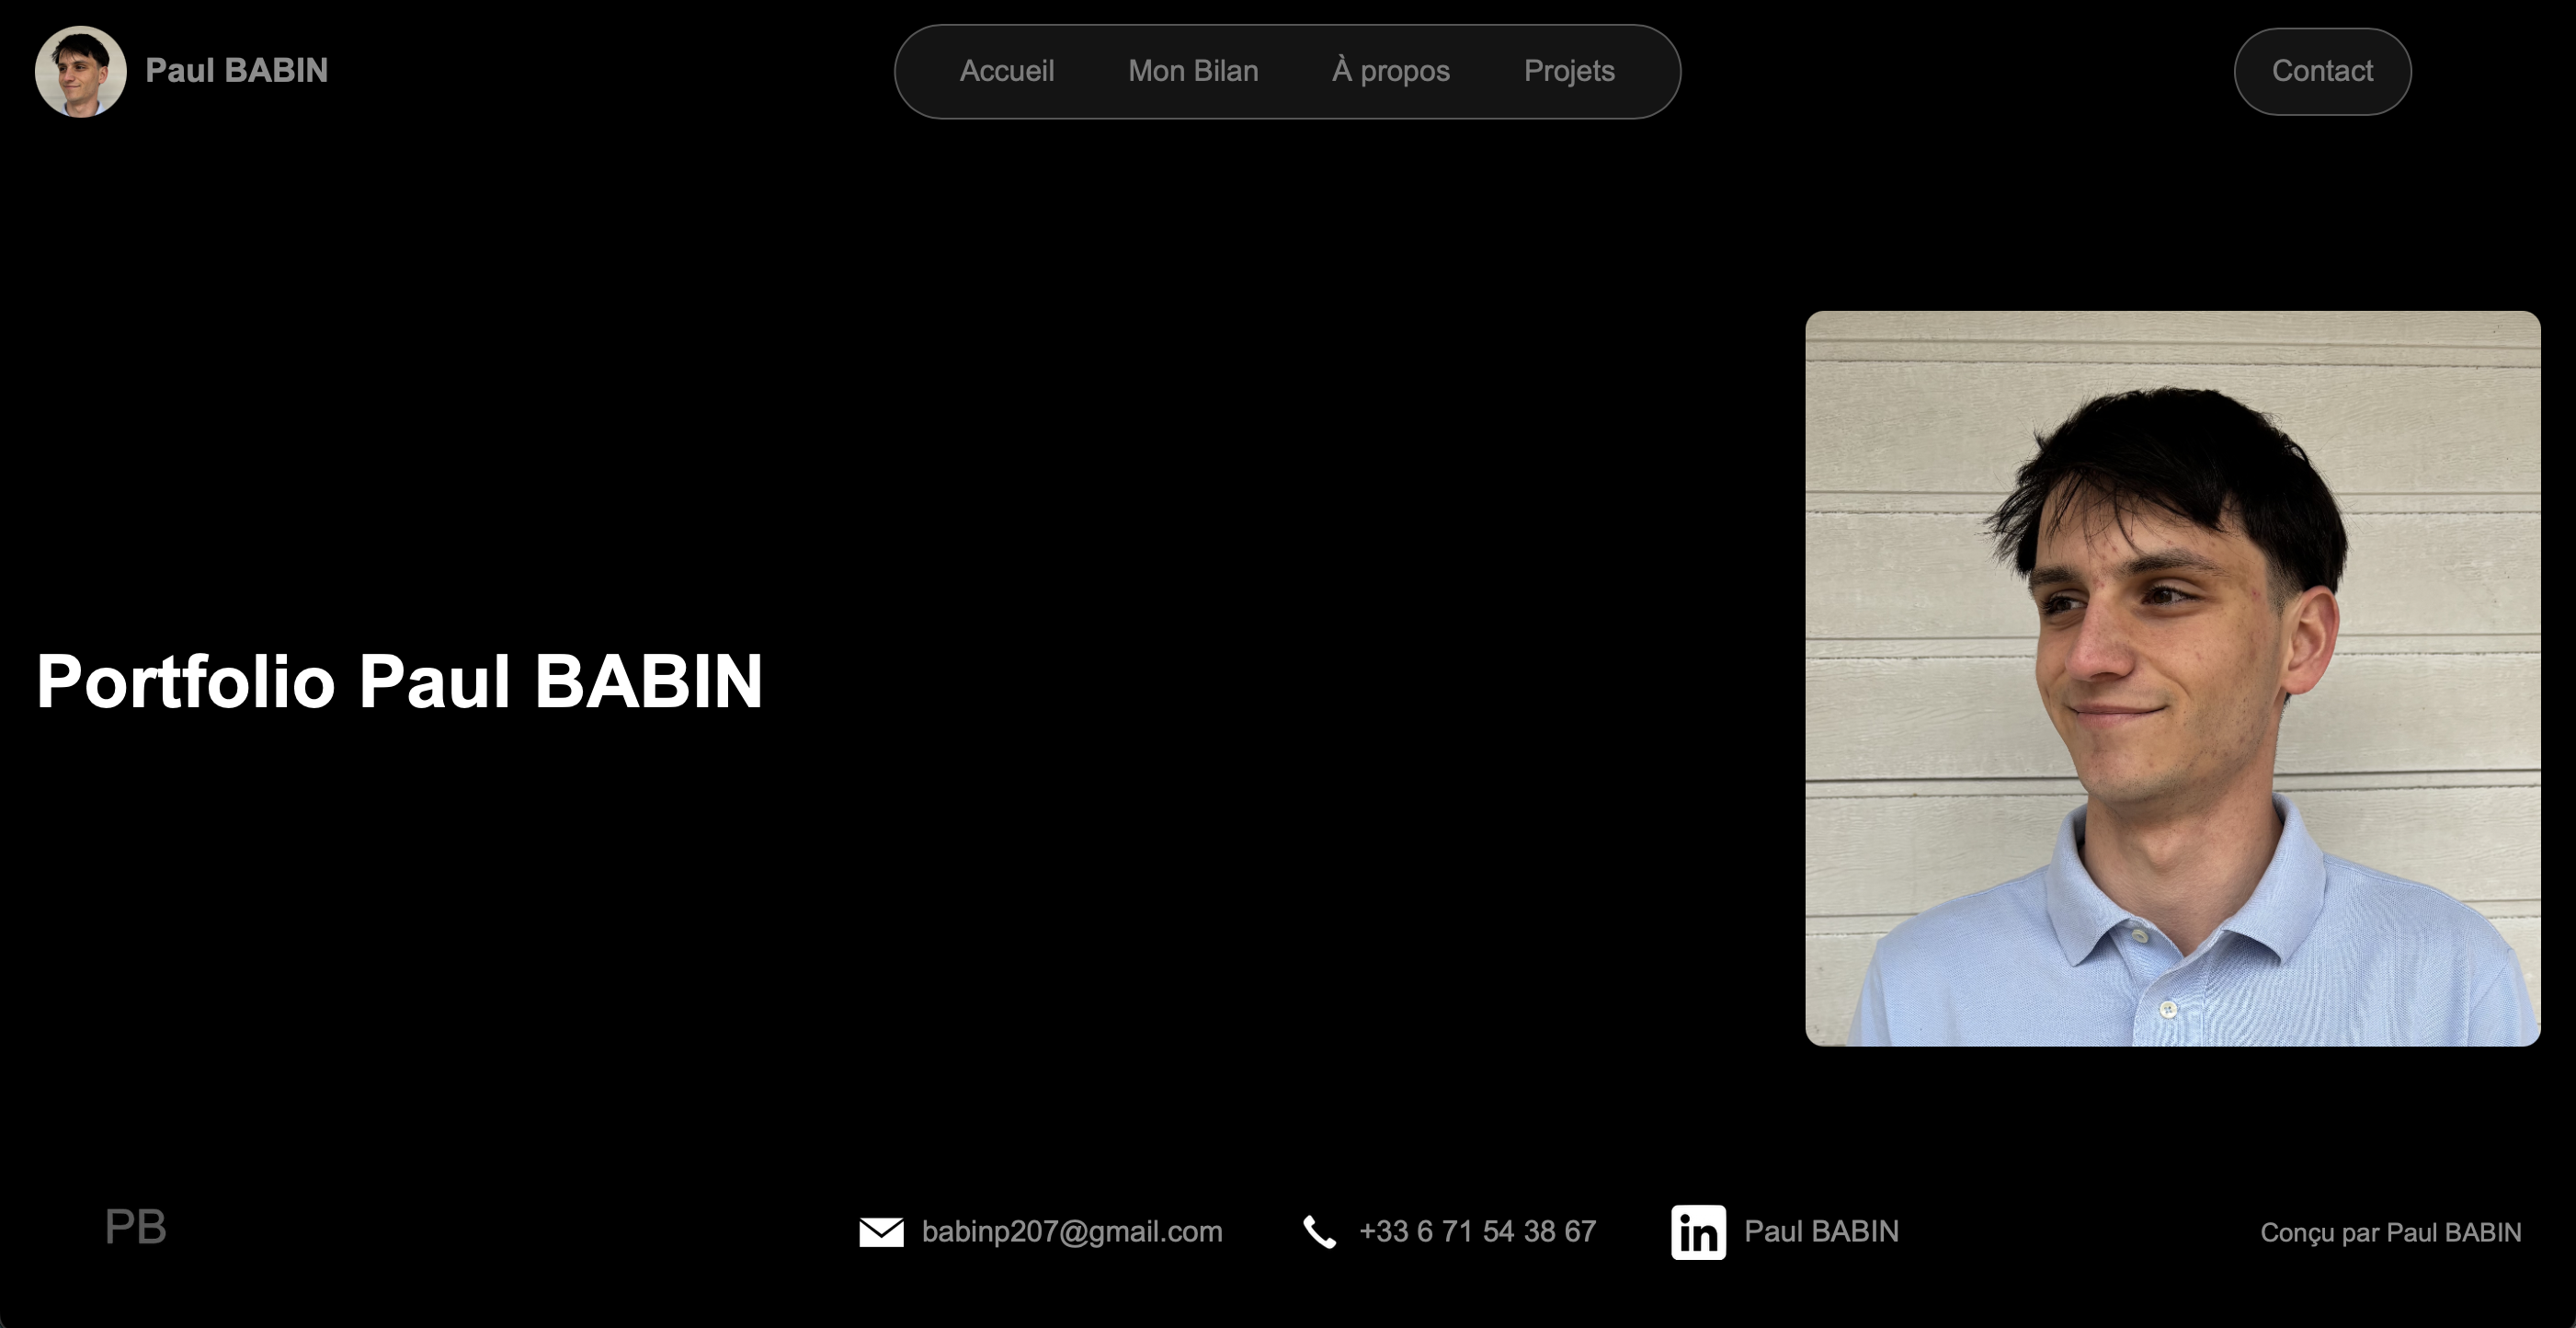 Paul BABIN
Accueil Mon Bilan À propos Projets
Contact
Portfolio Paul BABIN
PB
babinp207@gmail.com
+33 6 71 54 38 67
in
Paul BABIN
Conçu par Paul BABIN